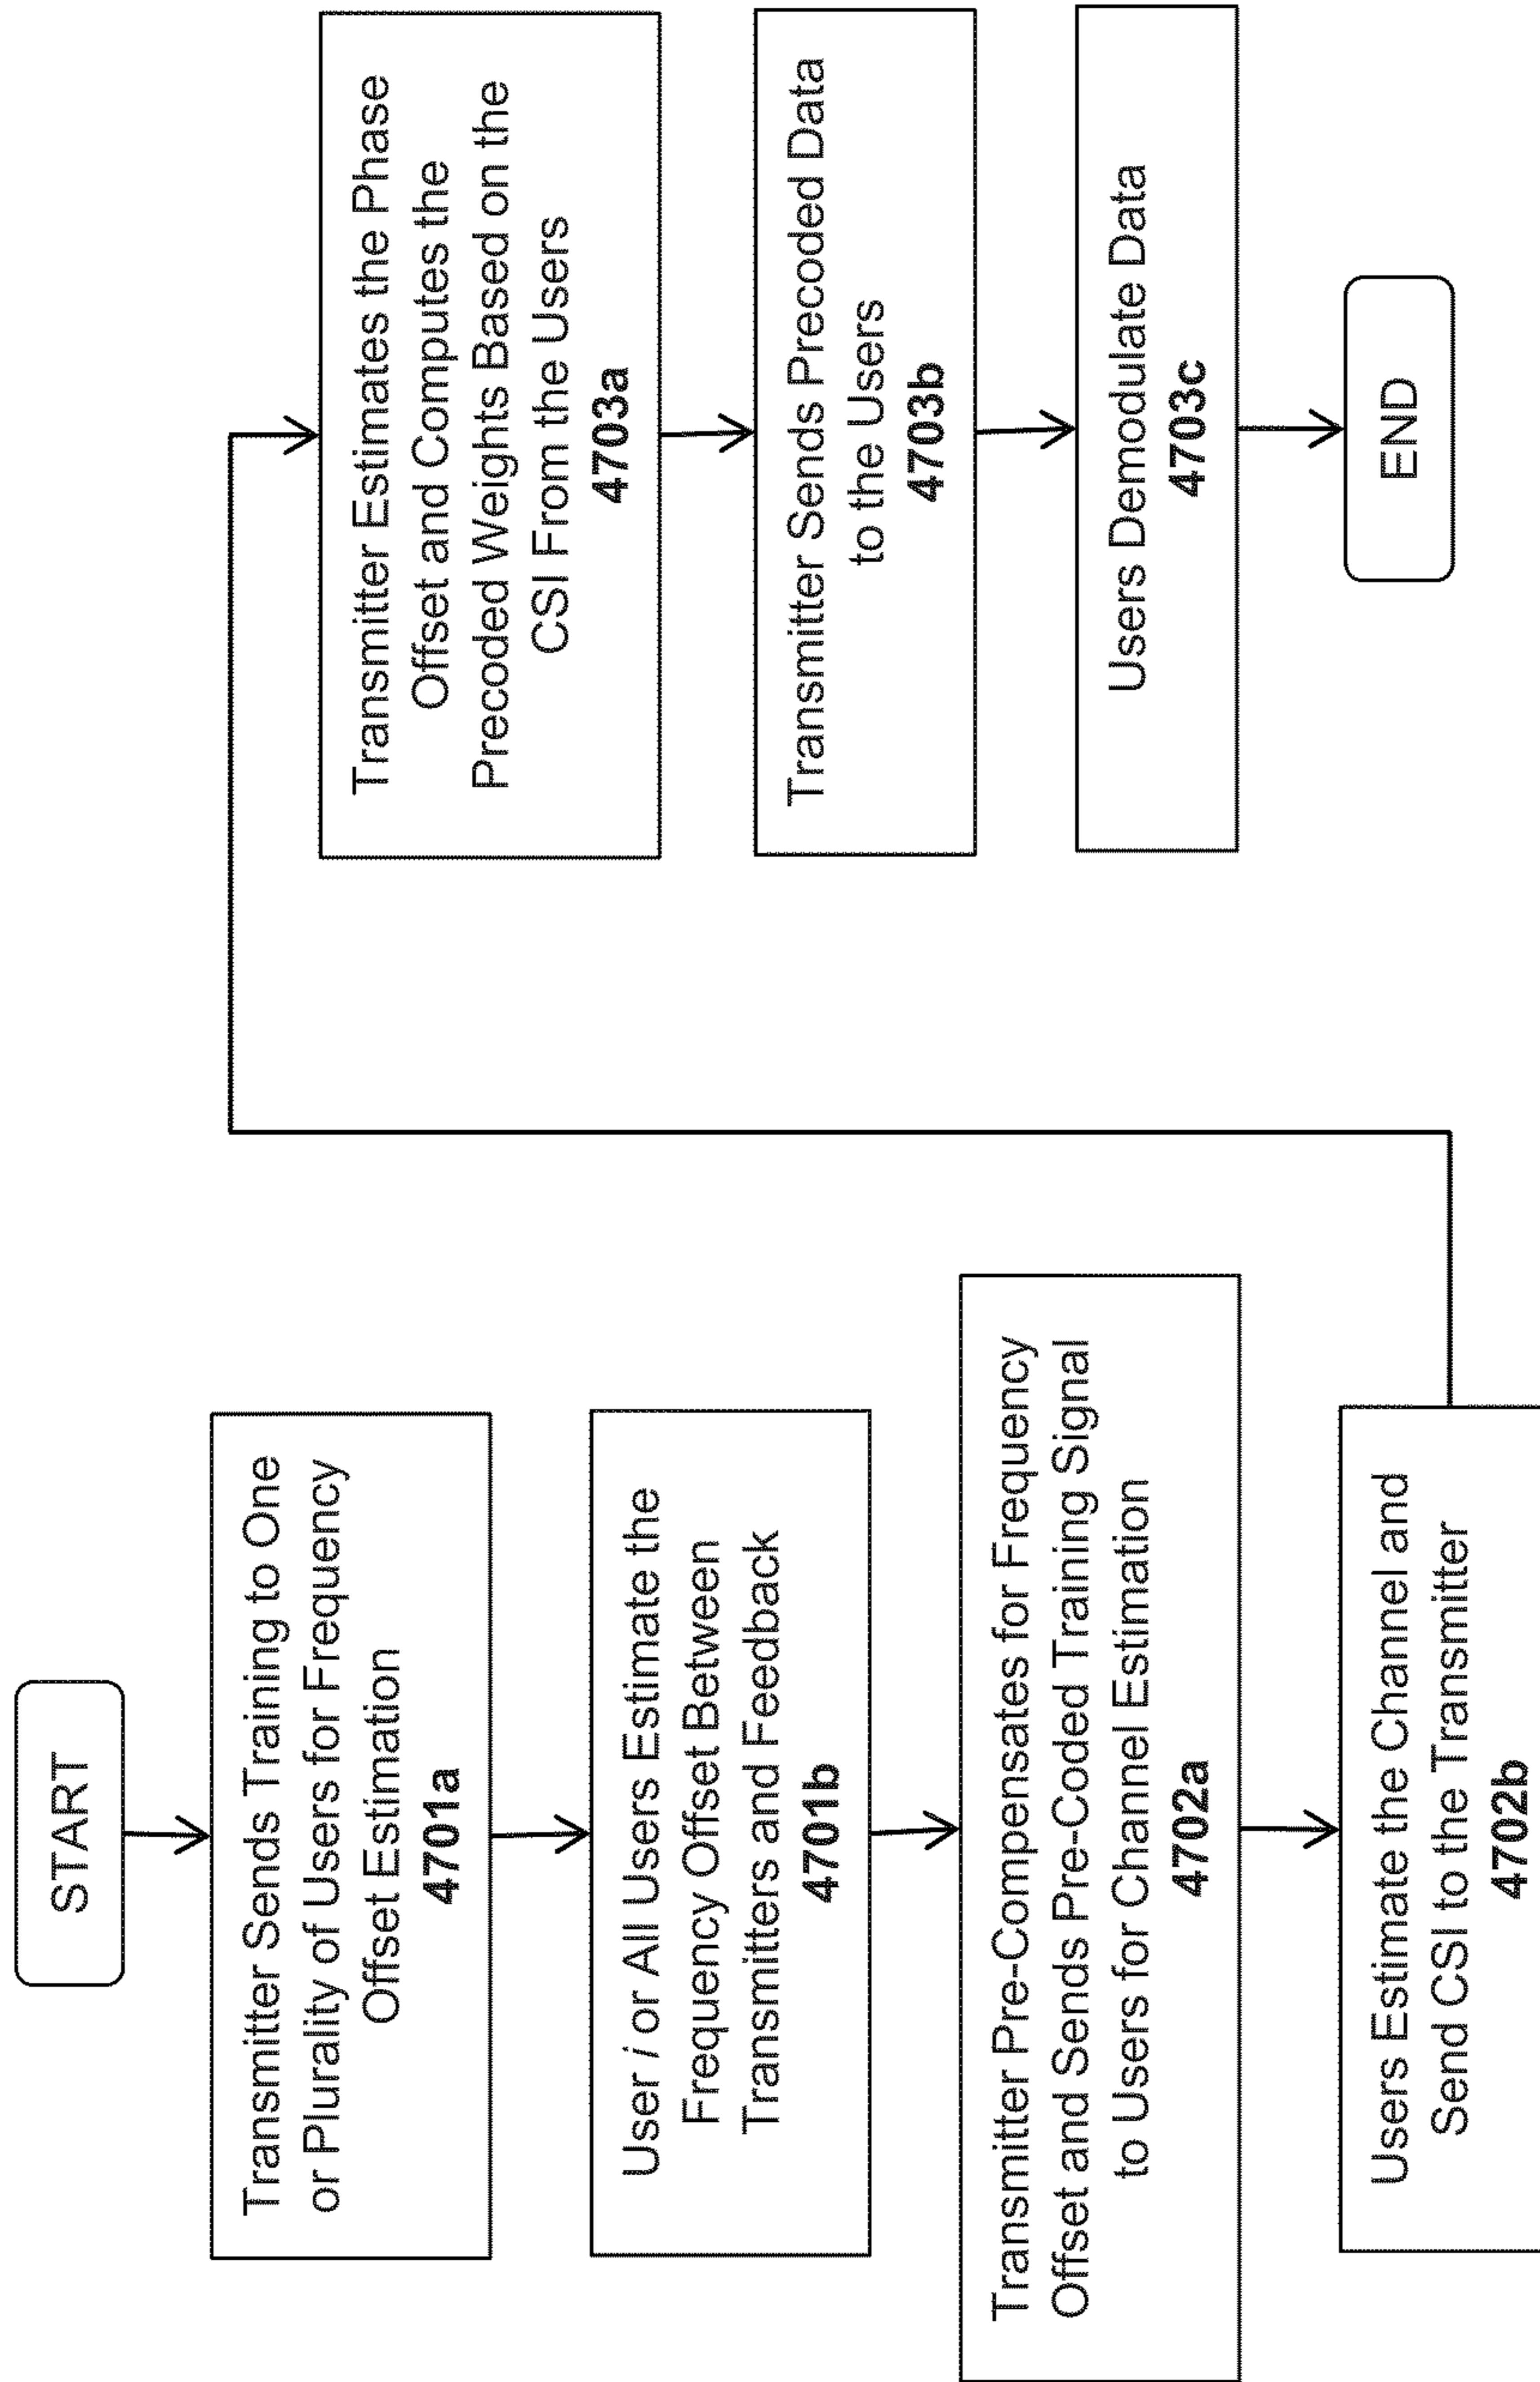 START
Transmitter Sends Training to One
or Plurality of Users for Frequency
Offset Estimation
4701a
User i or All Users Estimate the
Frequency Offset Between
Transmitters and Feedback
4701b
Transmitter Pre-Compensates for Frequency
Offset and Sends Pre-Coded Training Signal
to Users for Channel Estimation
4702a
Users Estimate the Channel and
Send CSI to the Transmitter
4702b
Transmitter Estimates the Phase
Offset and Computes the
Precoded Weights Based on the
CSI From the Users
4703a
Transmitter Sends Precoded Data
to the Users
4703b
Users Demodulate Data
4703c
END